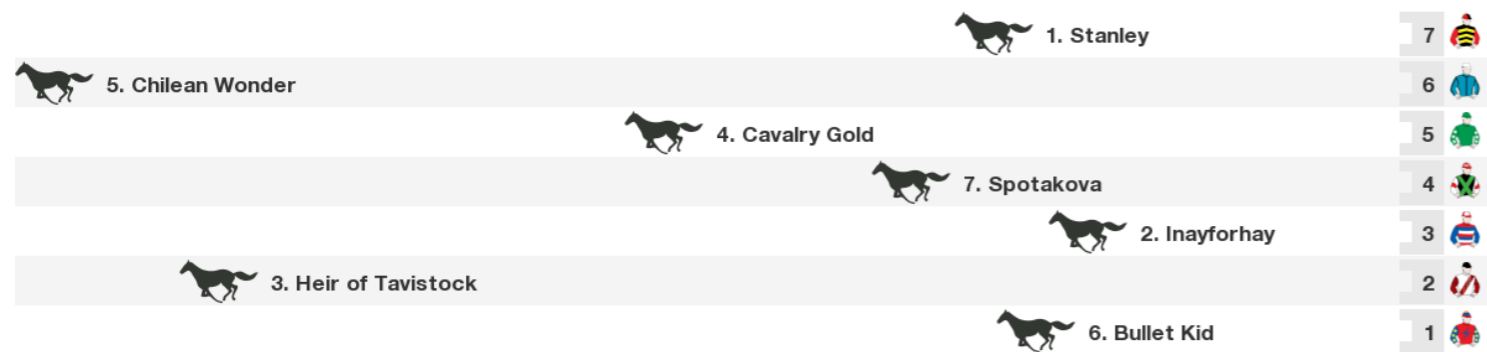 1. Stanley 7
5. Chilean Wonder 6
4. Cavalry Gold 5
7. Spotakova 4
2. Inayforhay 3
3. Heir of Tavistock 2
6. Bullet Kid 1